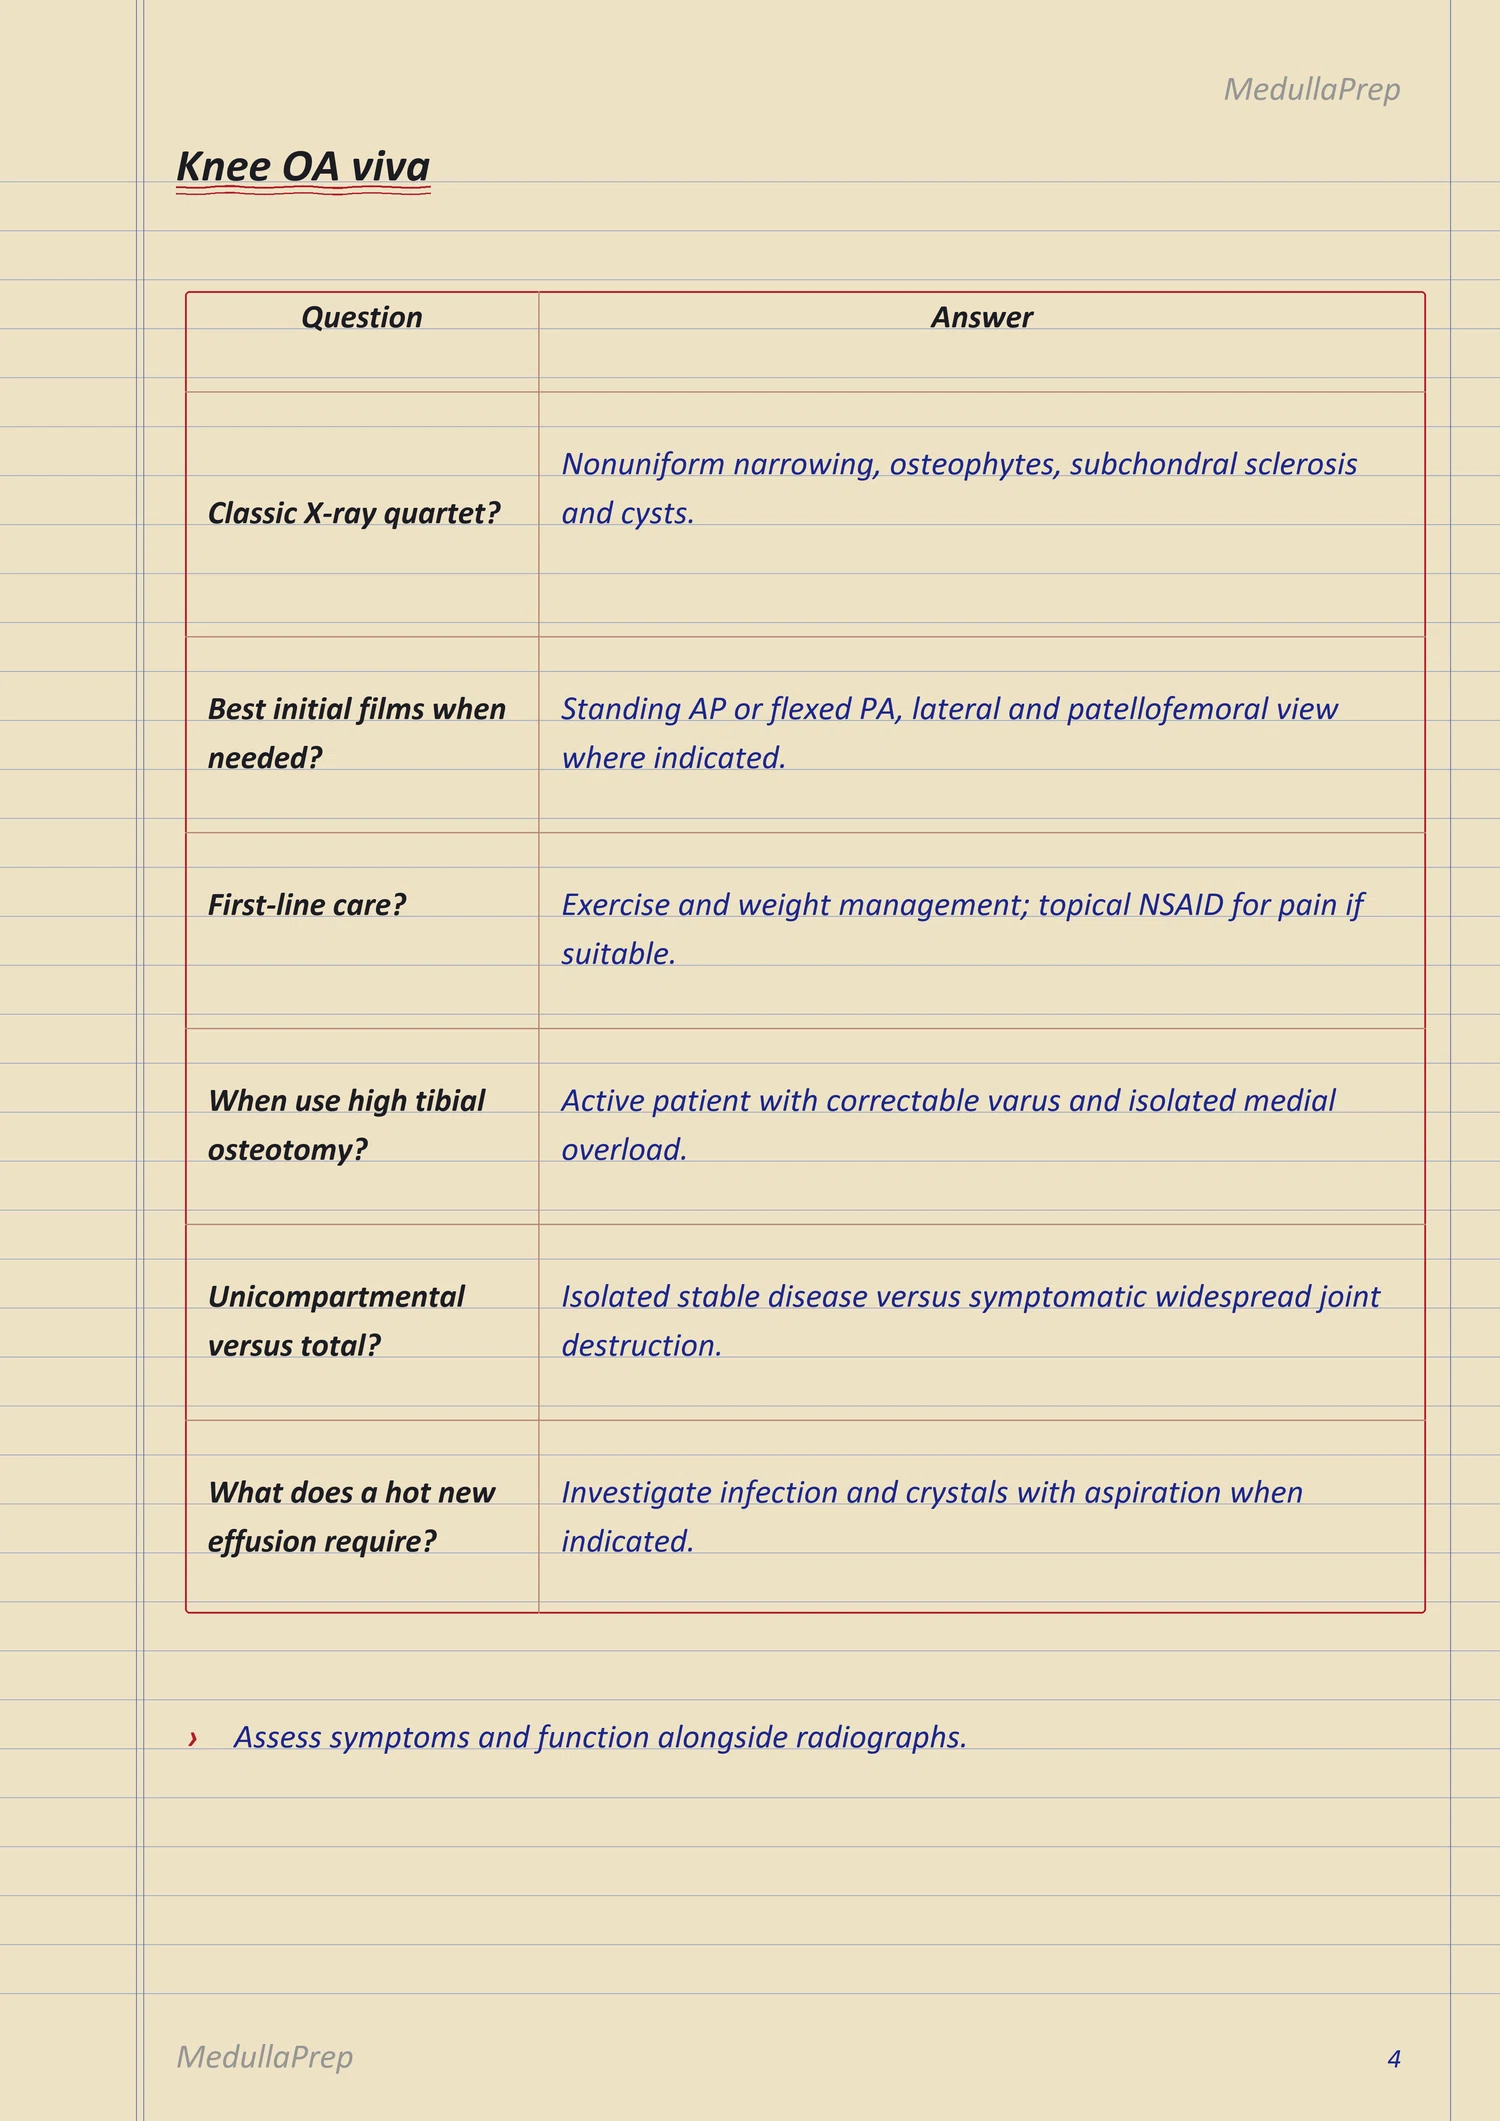 MedullaPrep
Knee OA viva
Question Answer
Classic X-ray quartet?
Nonuniform narrowing, osteophytes, subchondral sclerosis
and cysts.
Best initial films when
needed?
Standing AP or flexed PA, lateral and patellofemoral view
where indicated.
First-line care?
Exercise and weight management; topical NSAID for pain if
suitable.
When use high tibial
osteotomy?
Active patient with correctable varus and isolated medial
overload.
Unicompartmental
versus total?
Isolated stable disease versus symptomatic widespread joint
destruction.
What does a hot new
effusion require?
Investigate infection and crystals with aspiration when
indicated.
› Assess symptoms and function alongside radiographs.
MedullaPrep
4